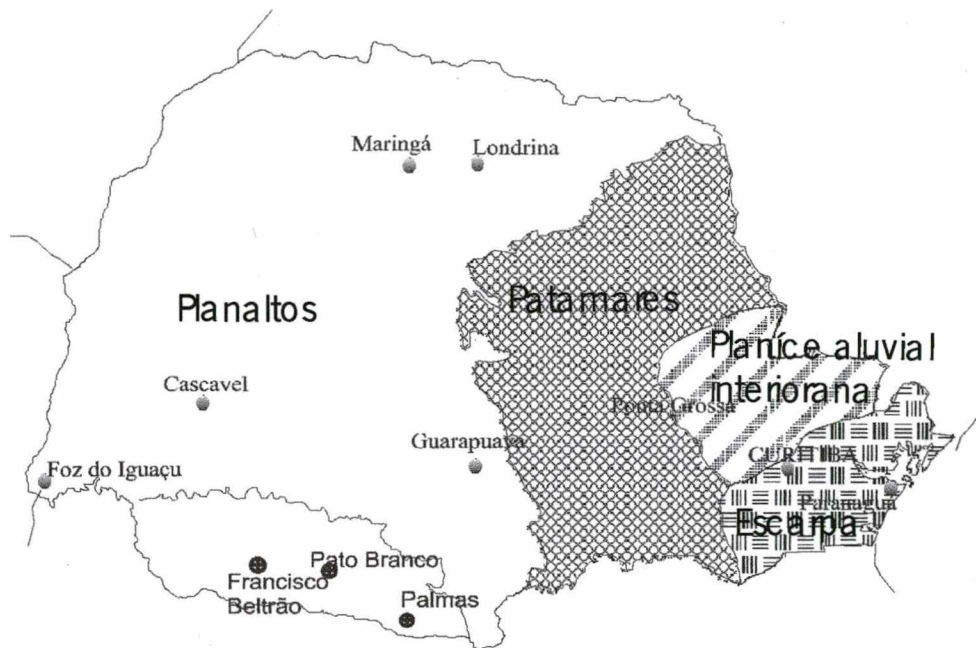 Maringá
Londrina
Planaltos
Patamares
Planíce aluvial
interiorana
Cascavel
Ponta Grossa
Guarapuava
CURITIBA
Foz do Iguaçu
Paranaguá
Escarpa
Pato Branco
Francisco
Beltrão
Palmas